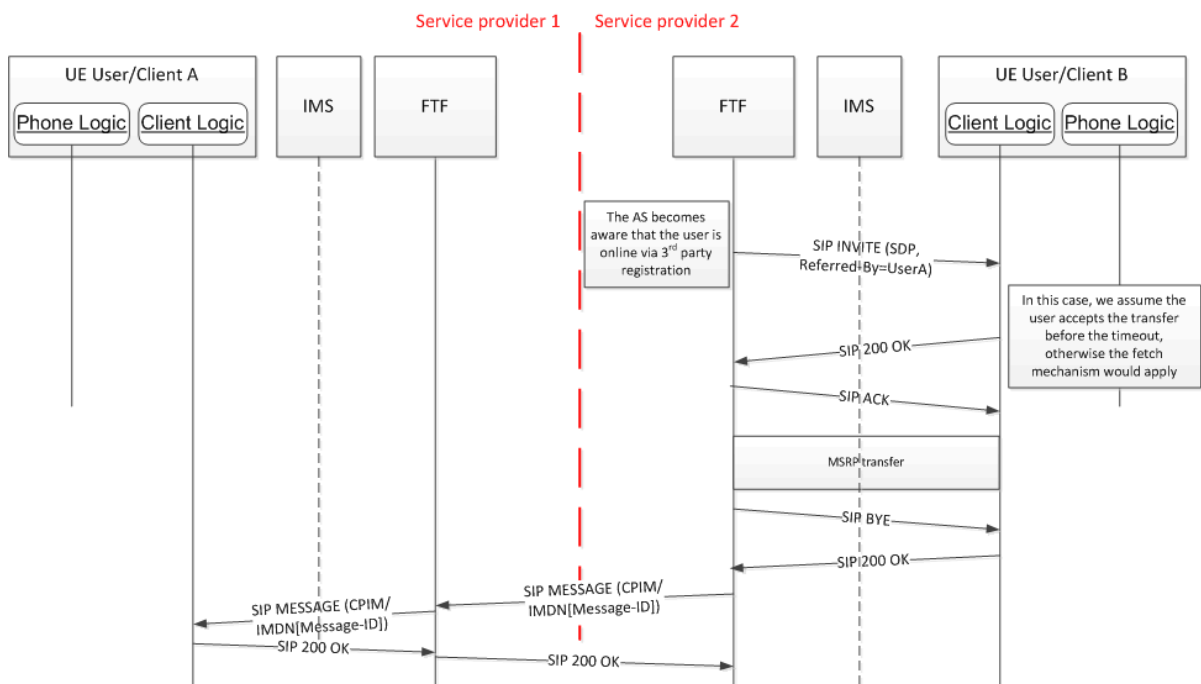 Service provider 1
Service provider 2
UE User/Client A
Phone Logic
Client Logic
IMS
FTF
FTF
IMS
UE User/Client B
Client Logic
Phone Logic
The AS becomes
aware that the user is
online via 3rd party
registration
SIP INVITE (SDP,
Referred-By=UserA)
In this case, we assume the
user accepts the transfer
before the timeout,
otherwise the fetch
mechanism would apply
SIP 200 OK
SIP ACK
MSRP transfer
SIP BYE
SIP 200 OK
SIP MESSAGE (CPIM/
IMDN[Message-ID])
SIP MESSAGE (CPIM/
IMDN[Message-ID])
SIP 200 OK
SIP 200 OK